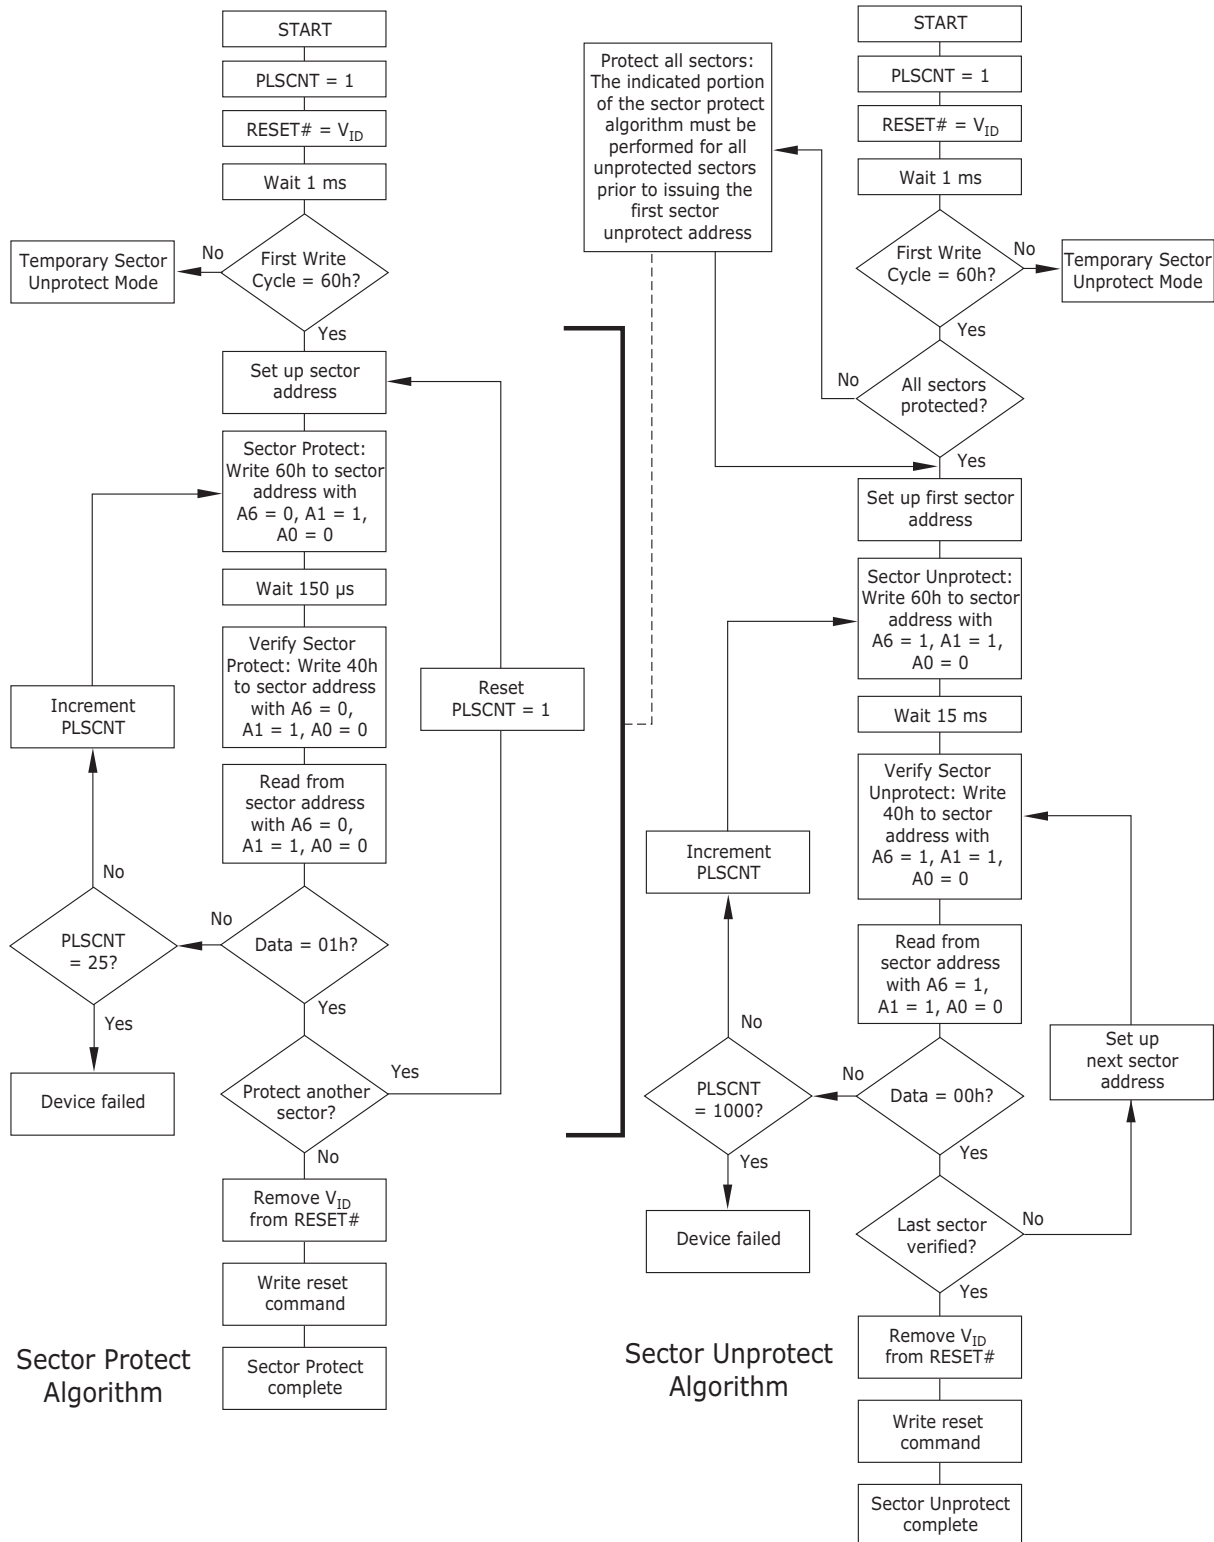 START
PLSCNT = 1
RESET# = VID
Wait 1 ms
No
First Write
Cycle = 60h?
Temporary Sector
Unprotect Mode
Yes
Set up sector
address
Sector Protect:
Write 60h to sector
address with
A6 = 0, A1 = 1,
A0 = 0
Wait 150 µs
Verify Sector
Protect: Write 40h
to sector address
with A6 = 0,
A1 = 1, A0 = 0
Increment
PLSCNT
Reset
PLSCNT = 1
Read from
sector address
with A6 = 0,
A1 = 1, A0 = 0
No
No
PLSCNT
= 25?
Data = 01h?
Yes
Yes
Device failed
Protect another
sector?
Yes
No
Remove VID
from RESET#
Write reset
command
Sector Protect
complete
Sector Protect
Algorithm
Protect all sectors:
The indicated portion
of the sector protect
algorithm must be
performed for all
unprotected sectors
prior to issuing the
first sector
unprotect address
START
PLSCNT = 1
RESET# = VID
Wait 1 ms
First Write
Cycle = 60h?
No
Temporary Sector
Unprotect Mode
Yes
No
All sectors
protected?
Yes
Set up first sector
address
Sector Unprotect:
Write 60h to sector
address with
A6 = 1, A1 = 1,
A0 = 0
Wait 15 ms
Verify Sector
Unprotect: Write
40h to sector
address with
A6 = 1, A1 = 1,
A0 = 0
Increment
PLSCNT
Read from
sector address
with A6 = 1,
A1 = 1, A0 = 0
No
No
PLSCNT
= 1000?
Data = 00h?
Set up
next sector
address
Yes
Yes
Device failed
Last sector
verified?
No
Yes
Remove VID
from RESET#
Write reset
command
Sector Unprotect
complete
Sector Unprotect
Algorithm